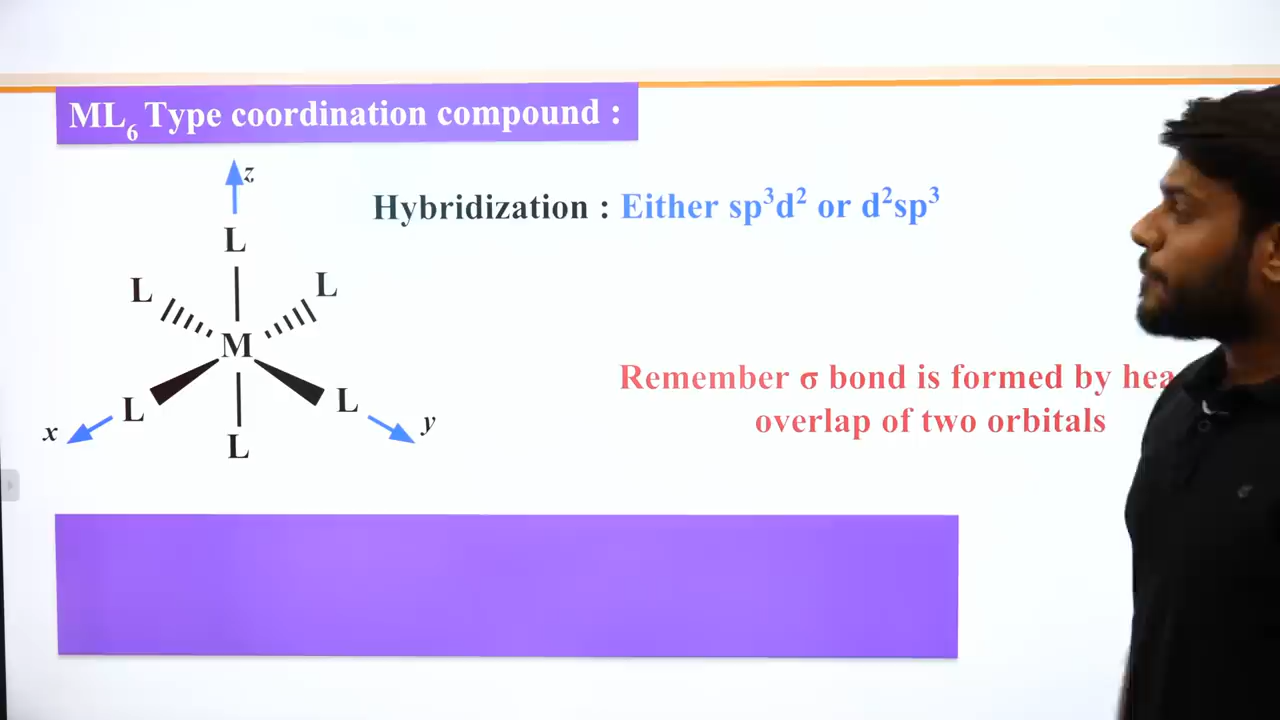 ML₆ Type coordination compound :
z
Hybridization : Either sp³d² or d²sp³
L
L
L
M
Remember σ bond is formed by
overlap of two orbitals
L
L
x
y
L